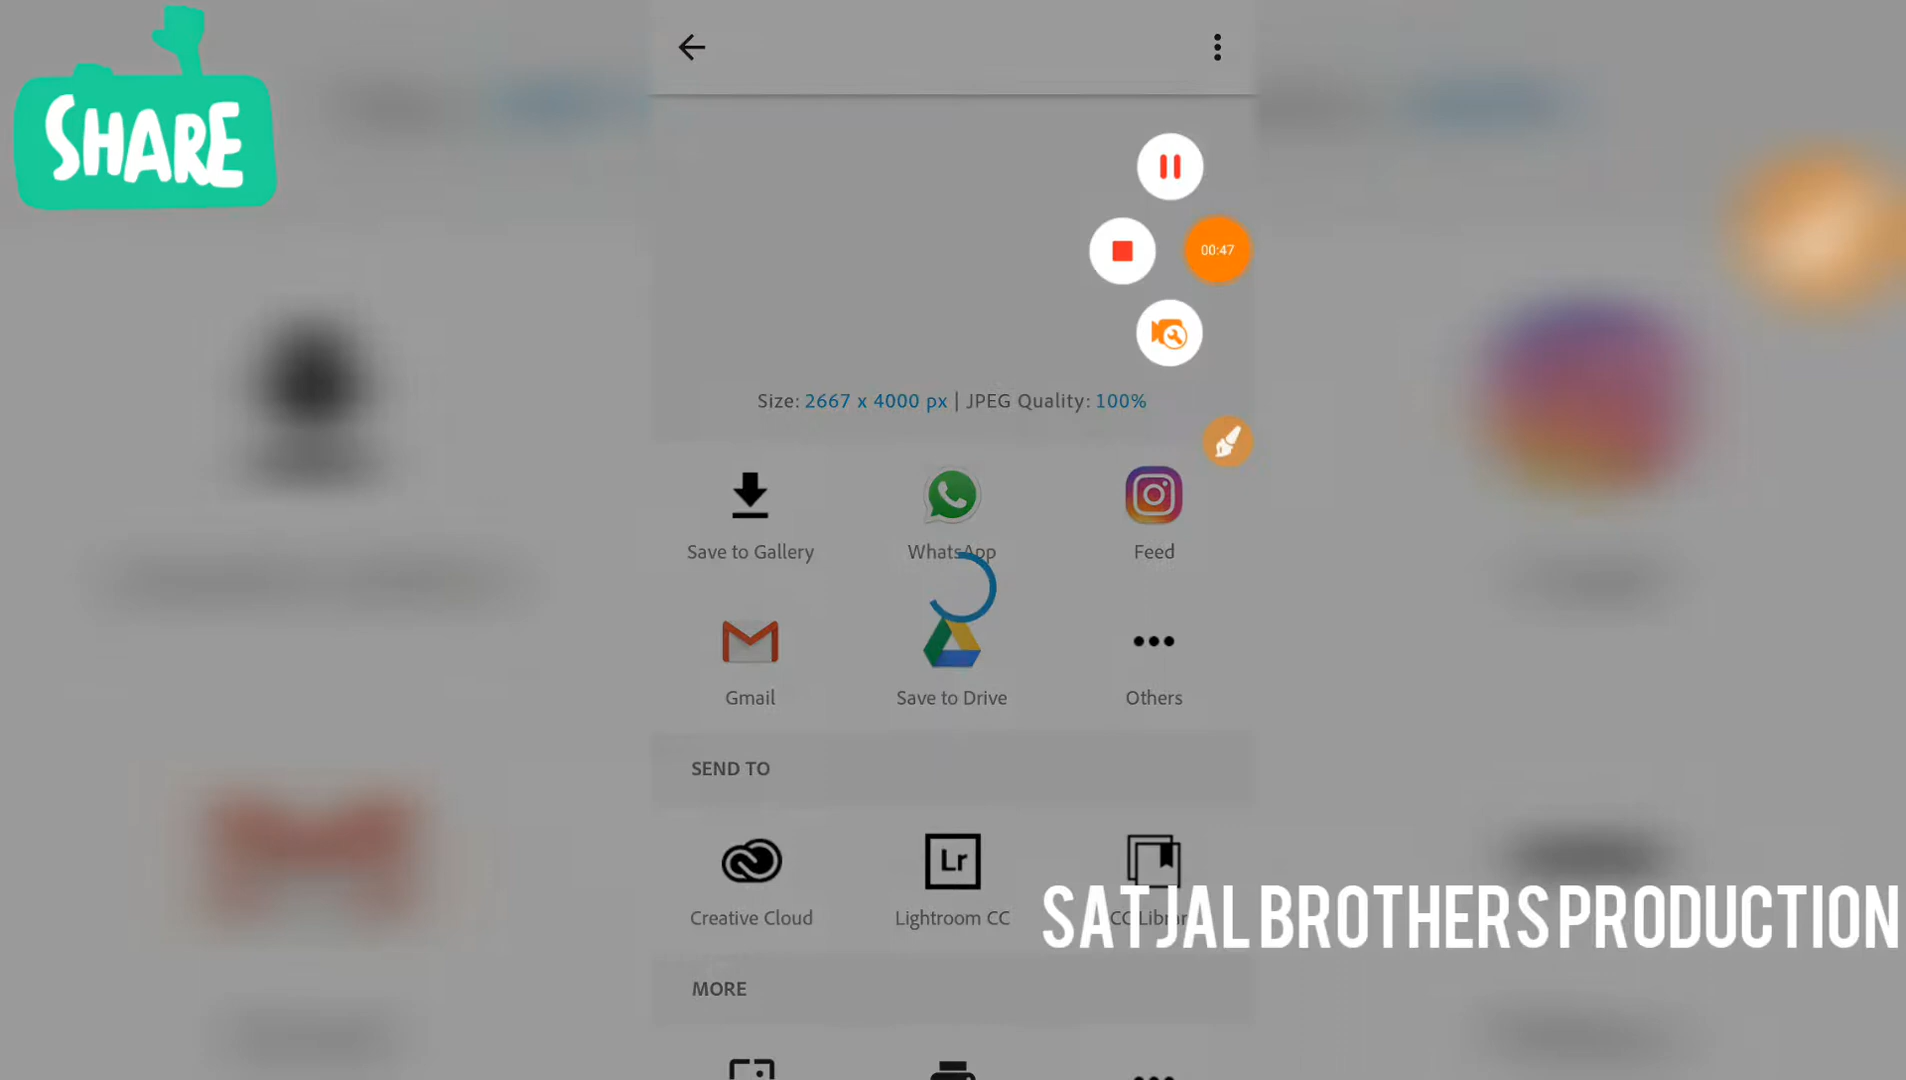 SHARE
00:47
Size: 2667 x 4000 px | JPEG Quality: 100%
Save to Gallery
WhatsApp
Feed
Gmail
Save to Drive
Others
SEND TO
Lr
Creative Cloud
Lightroom CC
SATJAL BROTHERS PRODUCTION
MORE